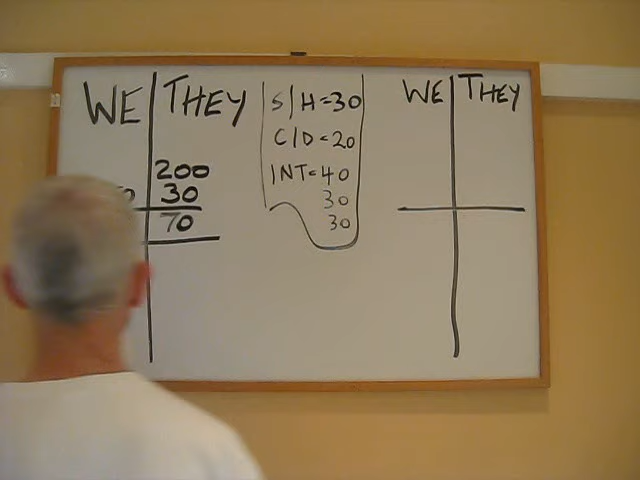 WE THEY
200
30
70
S/H=30
C/D=20
INT=40
30
30
WE THEY